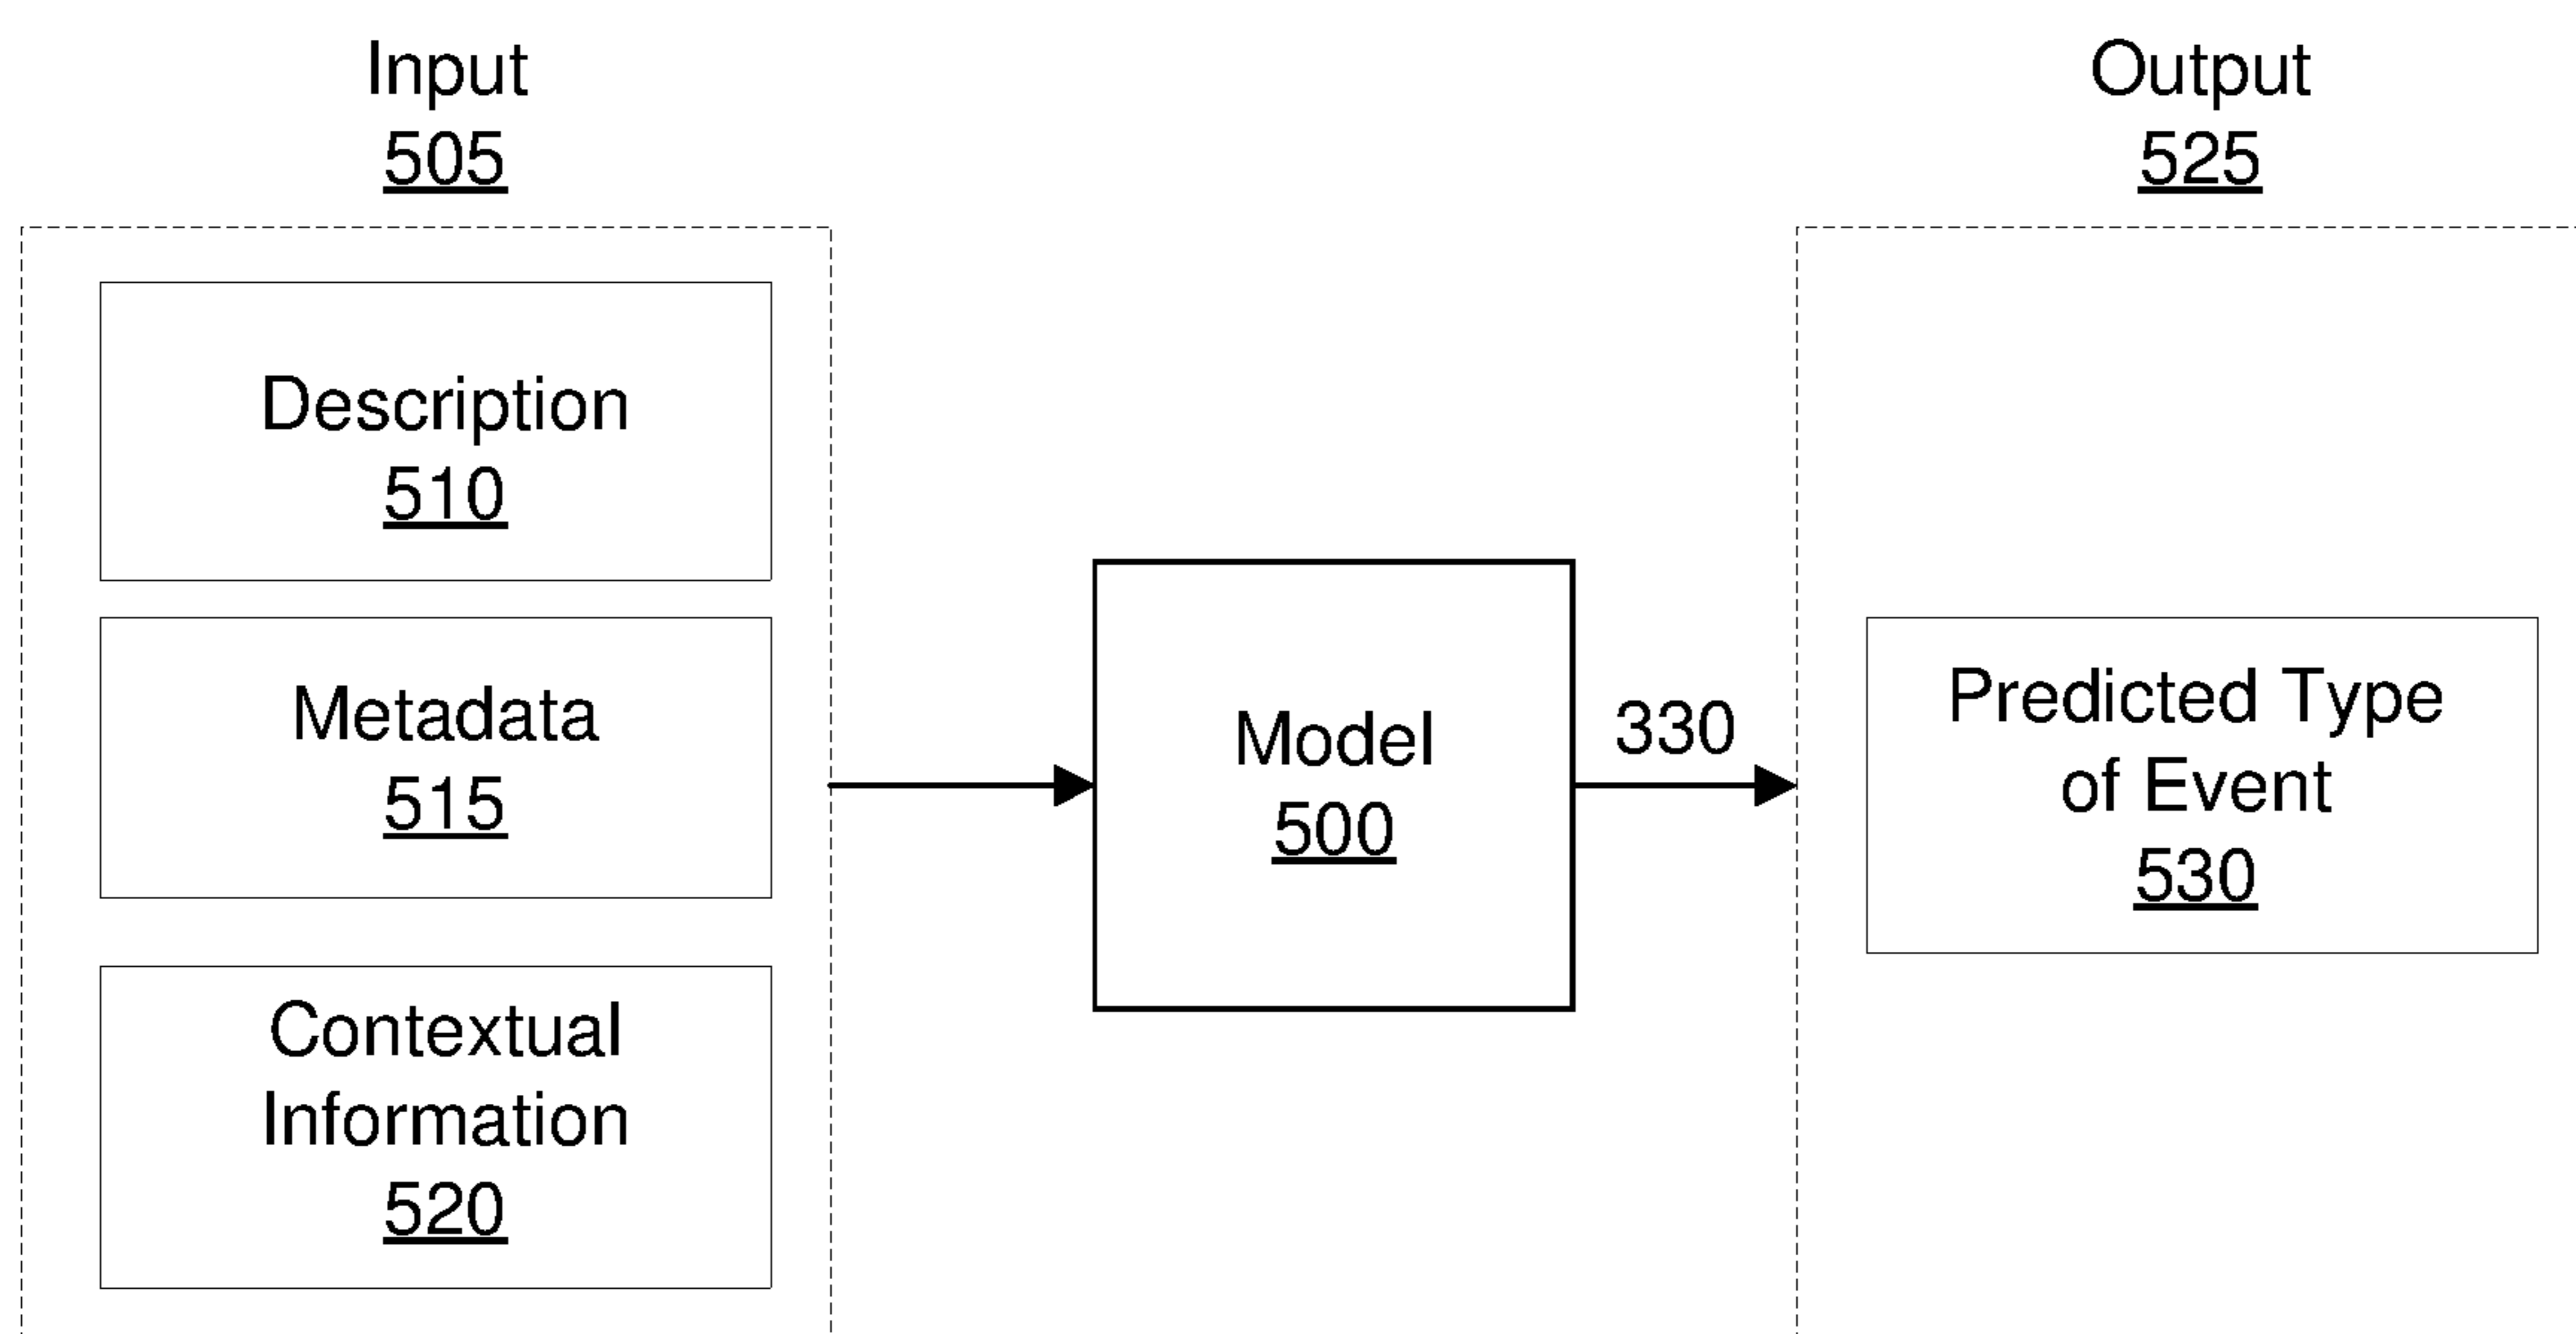 Input
505
Description
510
Metadata
515
Contextual
Information
520
Model
500
330
Output
525
Predicted Type
of Event
530